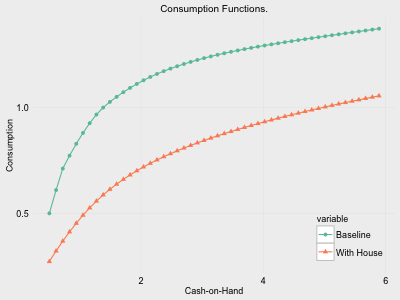 Consumption Functions.
Consumption
1.0
0.5
variable
Baseline
With House
2
4
6
Cash-on-Hand